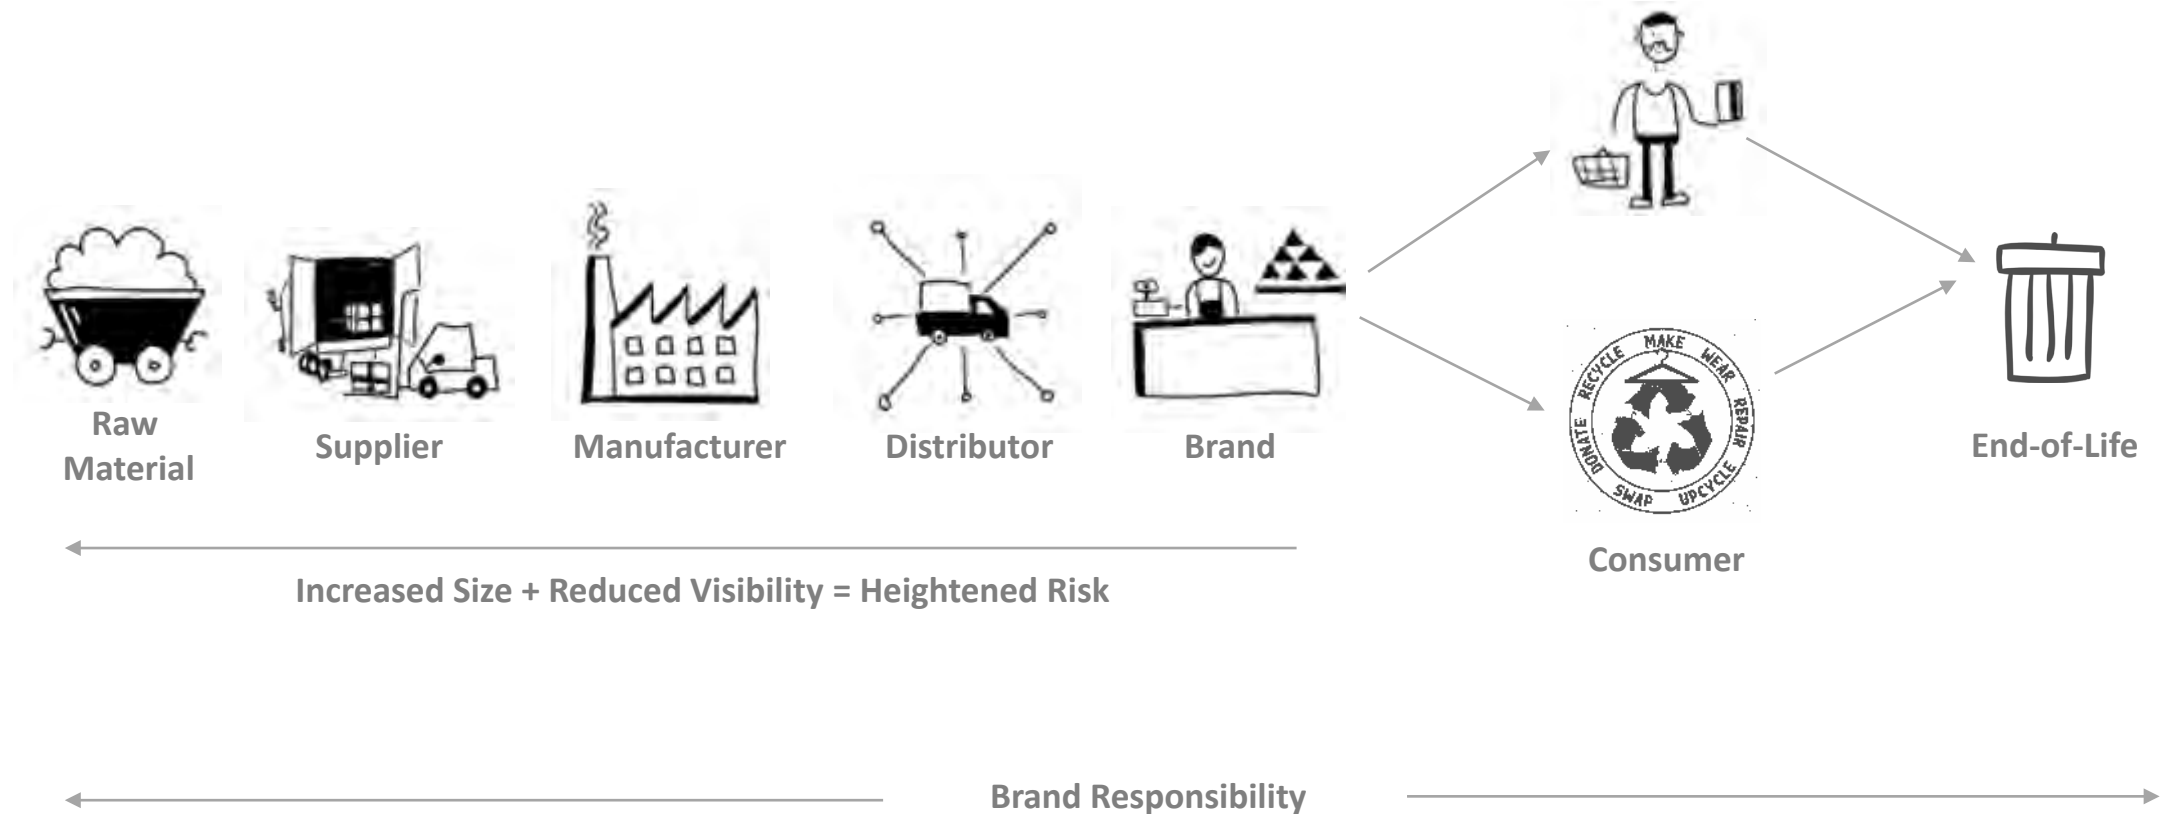 MAKE WEAR REPAIR UPCYCLE SWAP DONATE RECYCLE
Raw
Material
Supplier
Manufacturer
Distributor
Brand
End-of-Life
Consumer
Increased Size + Reduced Visibility = Heightened Risk
Brand Responsibility